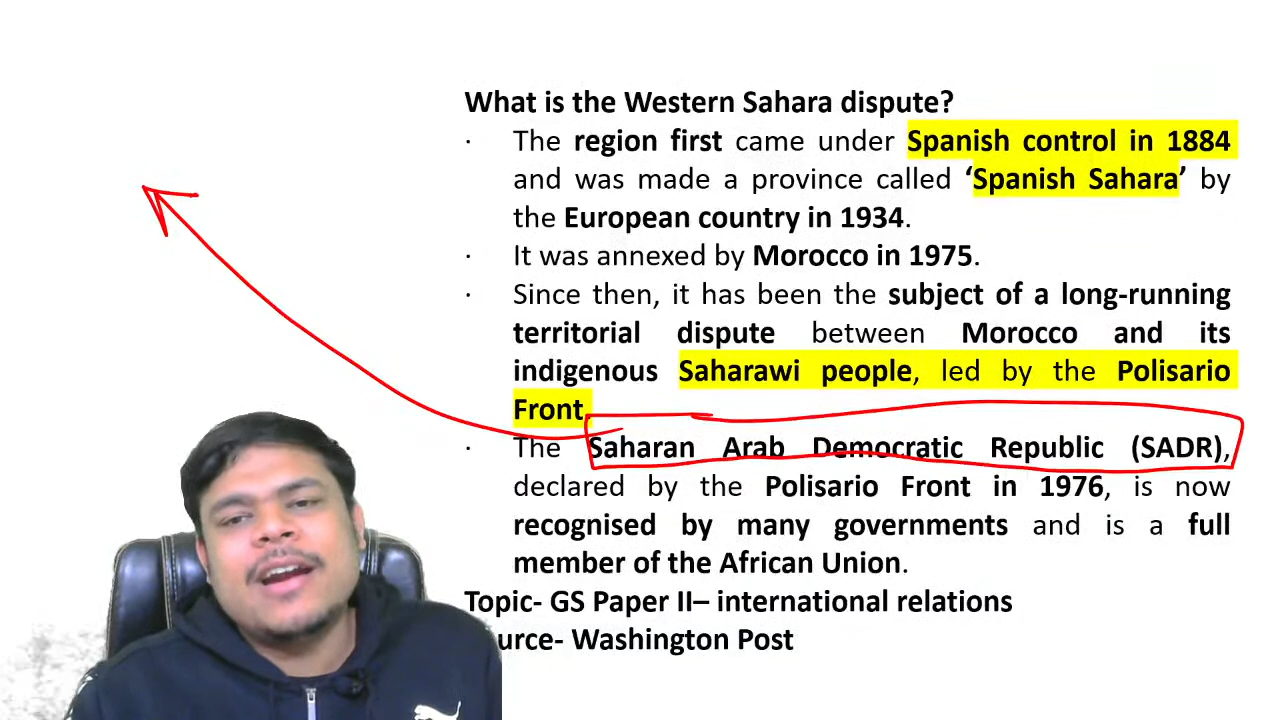 What is the Western Sahara dispute?
· The region first came under Spanish control in 1884
and was made a province called ‘Spanish Sahara’ by
the European country in 1934.
· It was annexed by Morocco in 1975.
· Since then, it has been the subject of a long-running
territorial dispute between Morocco and its
indigenous Saharawi people, led by the Polisario
Front.
· The Saharan Arab Democratic Republic (SADR),
declared by the Polisario Front in 1976, is now
recognised by many governments and is a full
member of the African Union.
Topic- GS Paper II– international relations
urce- Washington Post